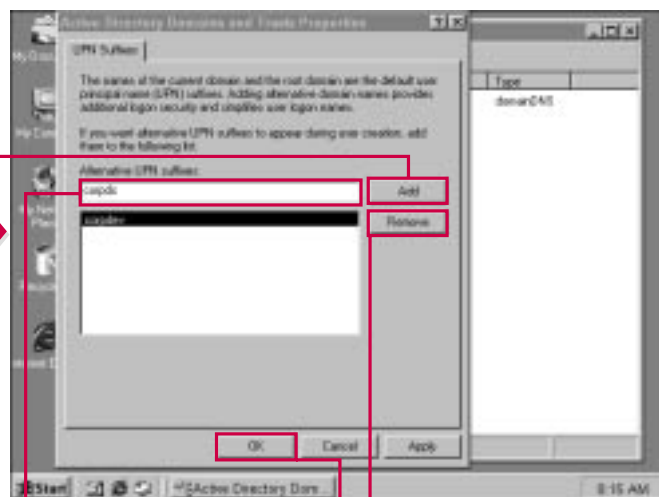 Active Directory Domains and Trusts Properties
UPN Suffixes
The names of the current domain and the root domain are the default user
principal name (UPN) suffixes. Adding alternative domain names provides
additional logon security and simplifies user logon names.
If you want alternative UPN suffixes to appear during user creation, add
them to the following list.
Alternative UPN suffixes:
Add
Remove
OK Cancel Apply
Type
domainDNS
Start
Active Directory Dom...
8:15 AM